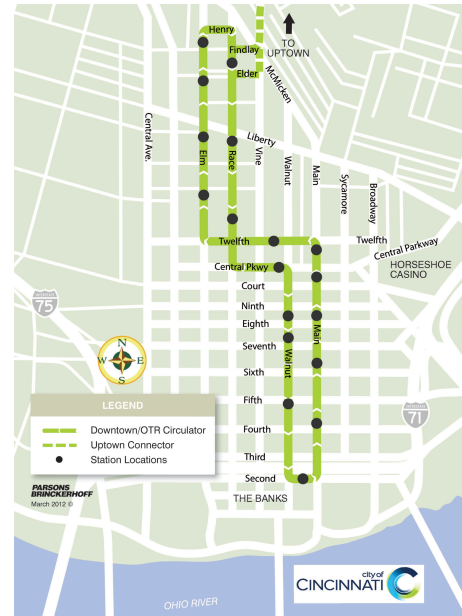 Henry
Findlay
TO
UPTOWN
Elder
McMicken
Central Ave.
Liberty
Elm
Race
Vine
Walnut
Main
Sycamore
Broadway
Twelfth
Twelfth
Central Parkway
Central Pkwy
HORSESHOE
CASINO
Court
75
Ninth
Eighth
Main
N
W E
S
Seventh
Walnut
Sixth
LEGEND
Fifth
71
Downtown/OTR Circulator
Fourth
Uptown Connector
Station Locations
Third
Second
PARSONS
BRINCKERHOFF
March 2012 ©
THE BANKS
city of
CINCINNATI
OHIO RIVER